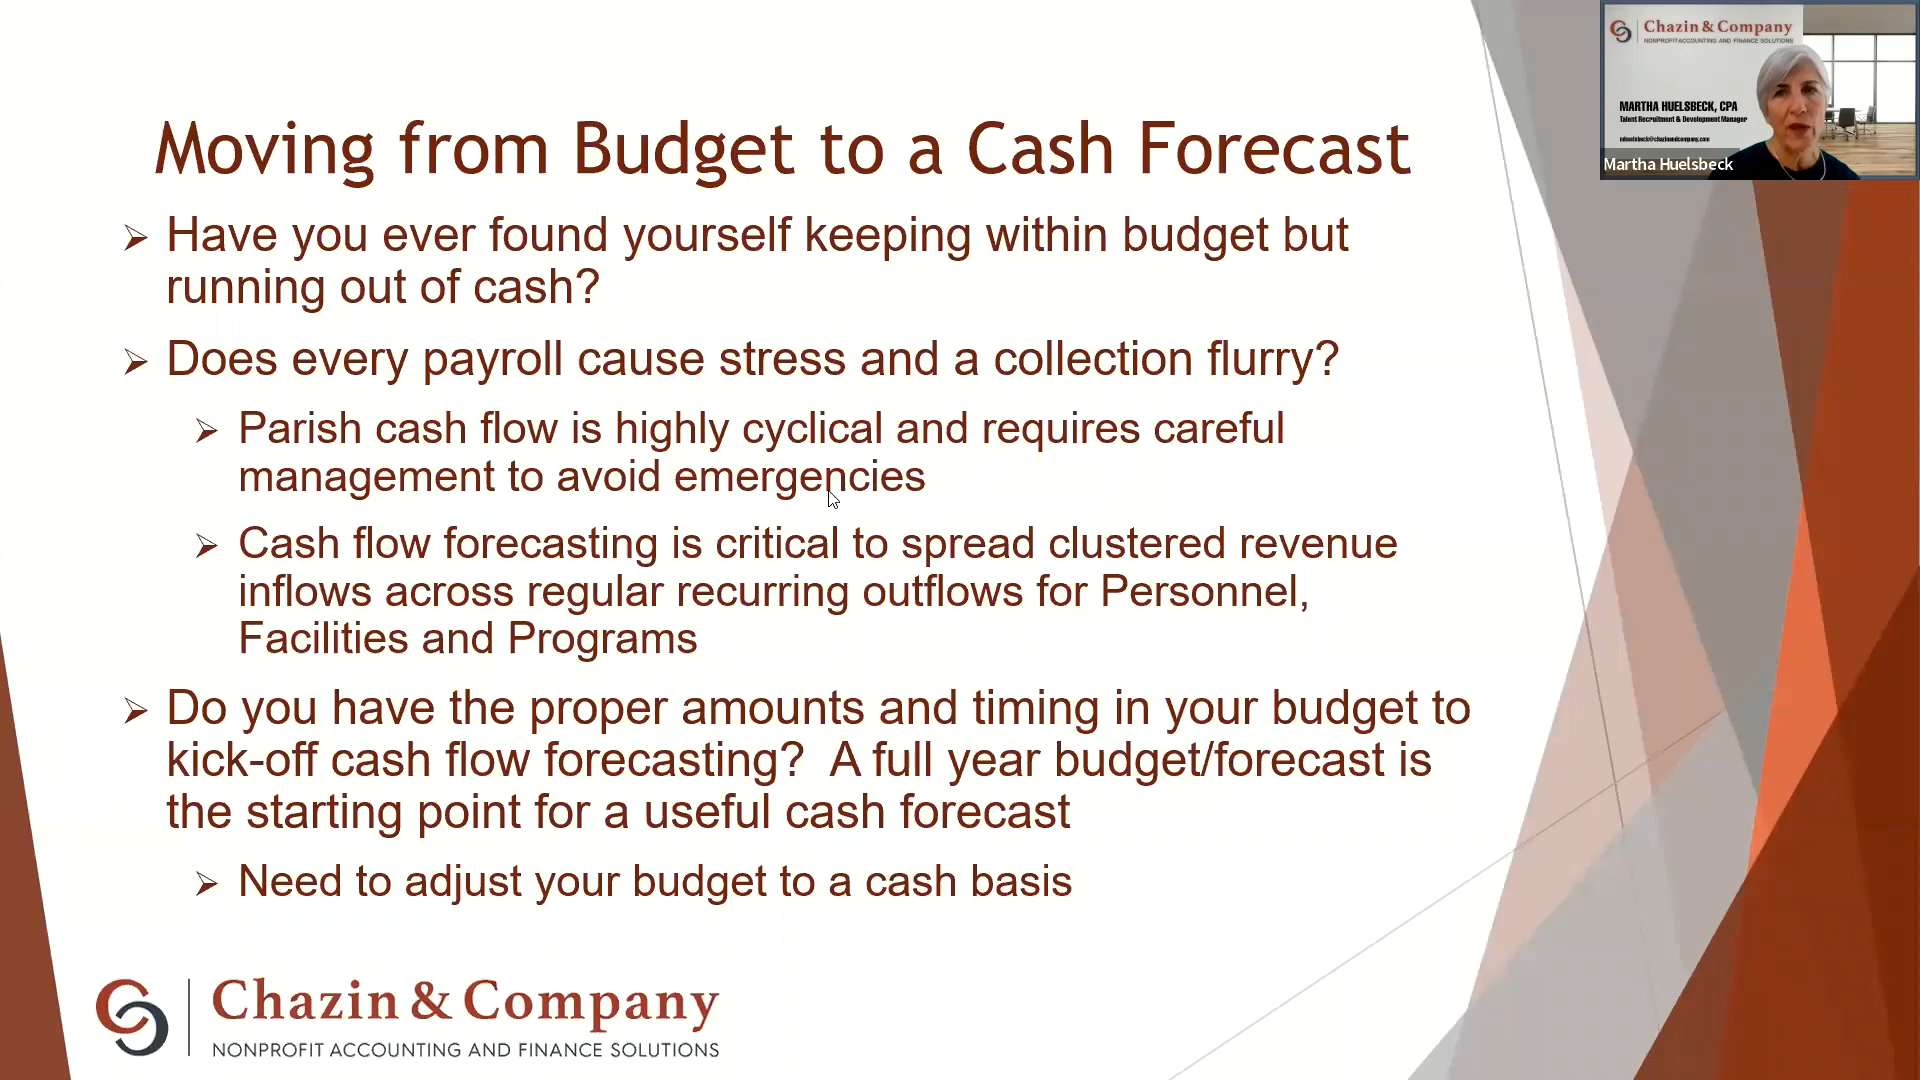 Moving from Budget to a Cash Forecast
Have you ever found yourself keeping within budget but
running out of cash?
Does every payroll cause stress and a collection flurry?
Parish cash flow is highly cyclical and requires careful
management to avoid emergencies
Cash flow forecasting is critical to spread clustered revenue
inflows across regular recurring outflows for Personnel,
Facilities and Programs
Do you have the proper amounts and timing in your budget to
kick-off cash flow forecasting?  A full year budget/forecast is
the starting point for a useful cash forecast
Need to adjust your budget to a cash basis
Chazin & Company
NONPROFIT ACCOUNTING AND FINANCE SOLUTIONS
Chazin & Company
NONPROFIT ACCOUNTING AND FINANCE SOLUTIONS
MARTHA HUELSBECK, CPA
Talent Recruitment & Development Manager
Martha Huelsbeck